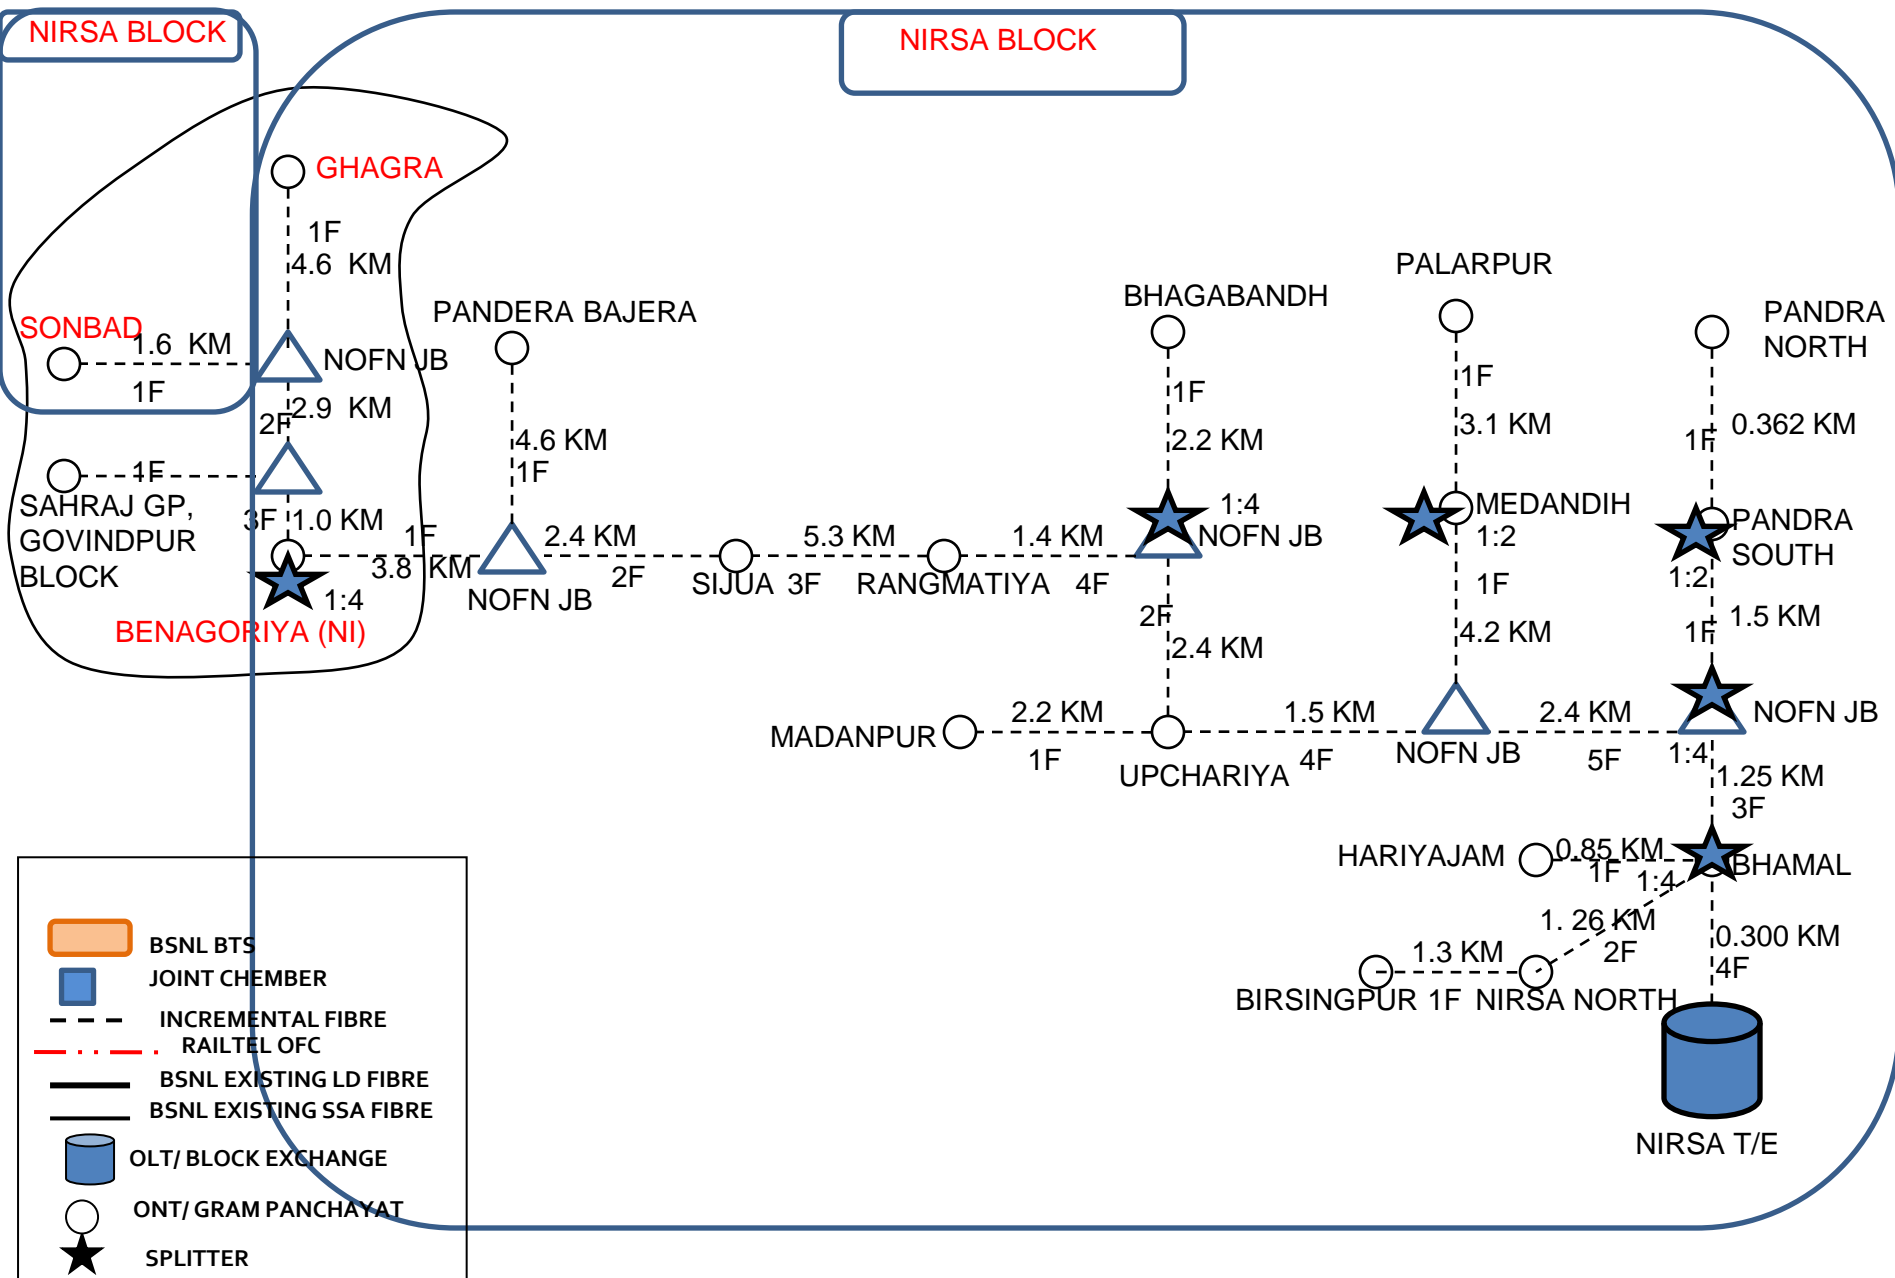 NIRSA BLOCK
NIRSA BLOCK
GHAGRA
1F
4.6 KM
SONBAD
1.6 KM
1F
NOFN JB
2.9 KM
2F
1F
SAHRAJ GP,
GOVINDPUR
BLOCK
3F
1.0 KM
1F
3.8 KM
1:4
BENAGORIYA (NI)
PANDERA BAJERA
4.6 KM
1F
NOFN JB
2.4 KM
2F
SIJUA
5.3 KM
3F
RANGMATIYA
1.4 KM
4F
BHAGABANDH
1F
2.2 KM
1:4
NOFN JB
2F
2.4 KM
MADANPUR
2.2 KM
1F
UPCHARIYA
1.5 KM
4F
PALARPUR
1F
3.1 KM
MEDANDIH
1:2
1F
4.2 KM
NOFN JB
2.4 KM
5F
PANDRA
NORTH
0.362 KM
1F
PANDRA
SOUTH
1:2
1.5 KM
1F
NOFN JB
1:4
1.25 KM
3F
HARIYAJAM
0.85 KM
1F
1:4
BHAMAL
1. 26 KM
2F
1.3 KM
BIRSINGPUR 1F NIRSA NORTH
0.300 KM
4F
NIRSA T/E
BSNL BTS
JOINT CHEMBER
INCREMENTAL FIBRE
RAILTEL OFC
BSNL EXISTING LD FIBRE
BSNL EXISTING SSA FIBRE
OLT/ BLOCK EXCHANGE
ONT/ GRAM PANCHAYAT
SPLITTER